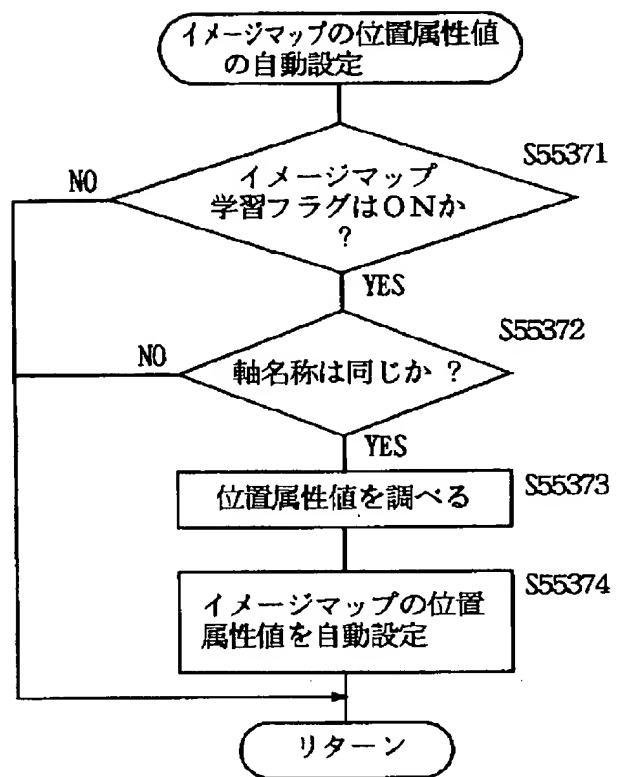 イメージマップの位置属性値
の自動設定
S55371
NO
イメージマップ
学習フラグはONか
?
YES
S55372
NO
軸名称は同じか ?
YES
位置属性値を調べる
S55373
S55374
イメージマップの位置
属性値を自動設定
リターン